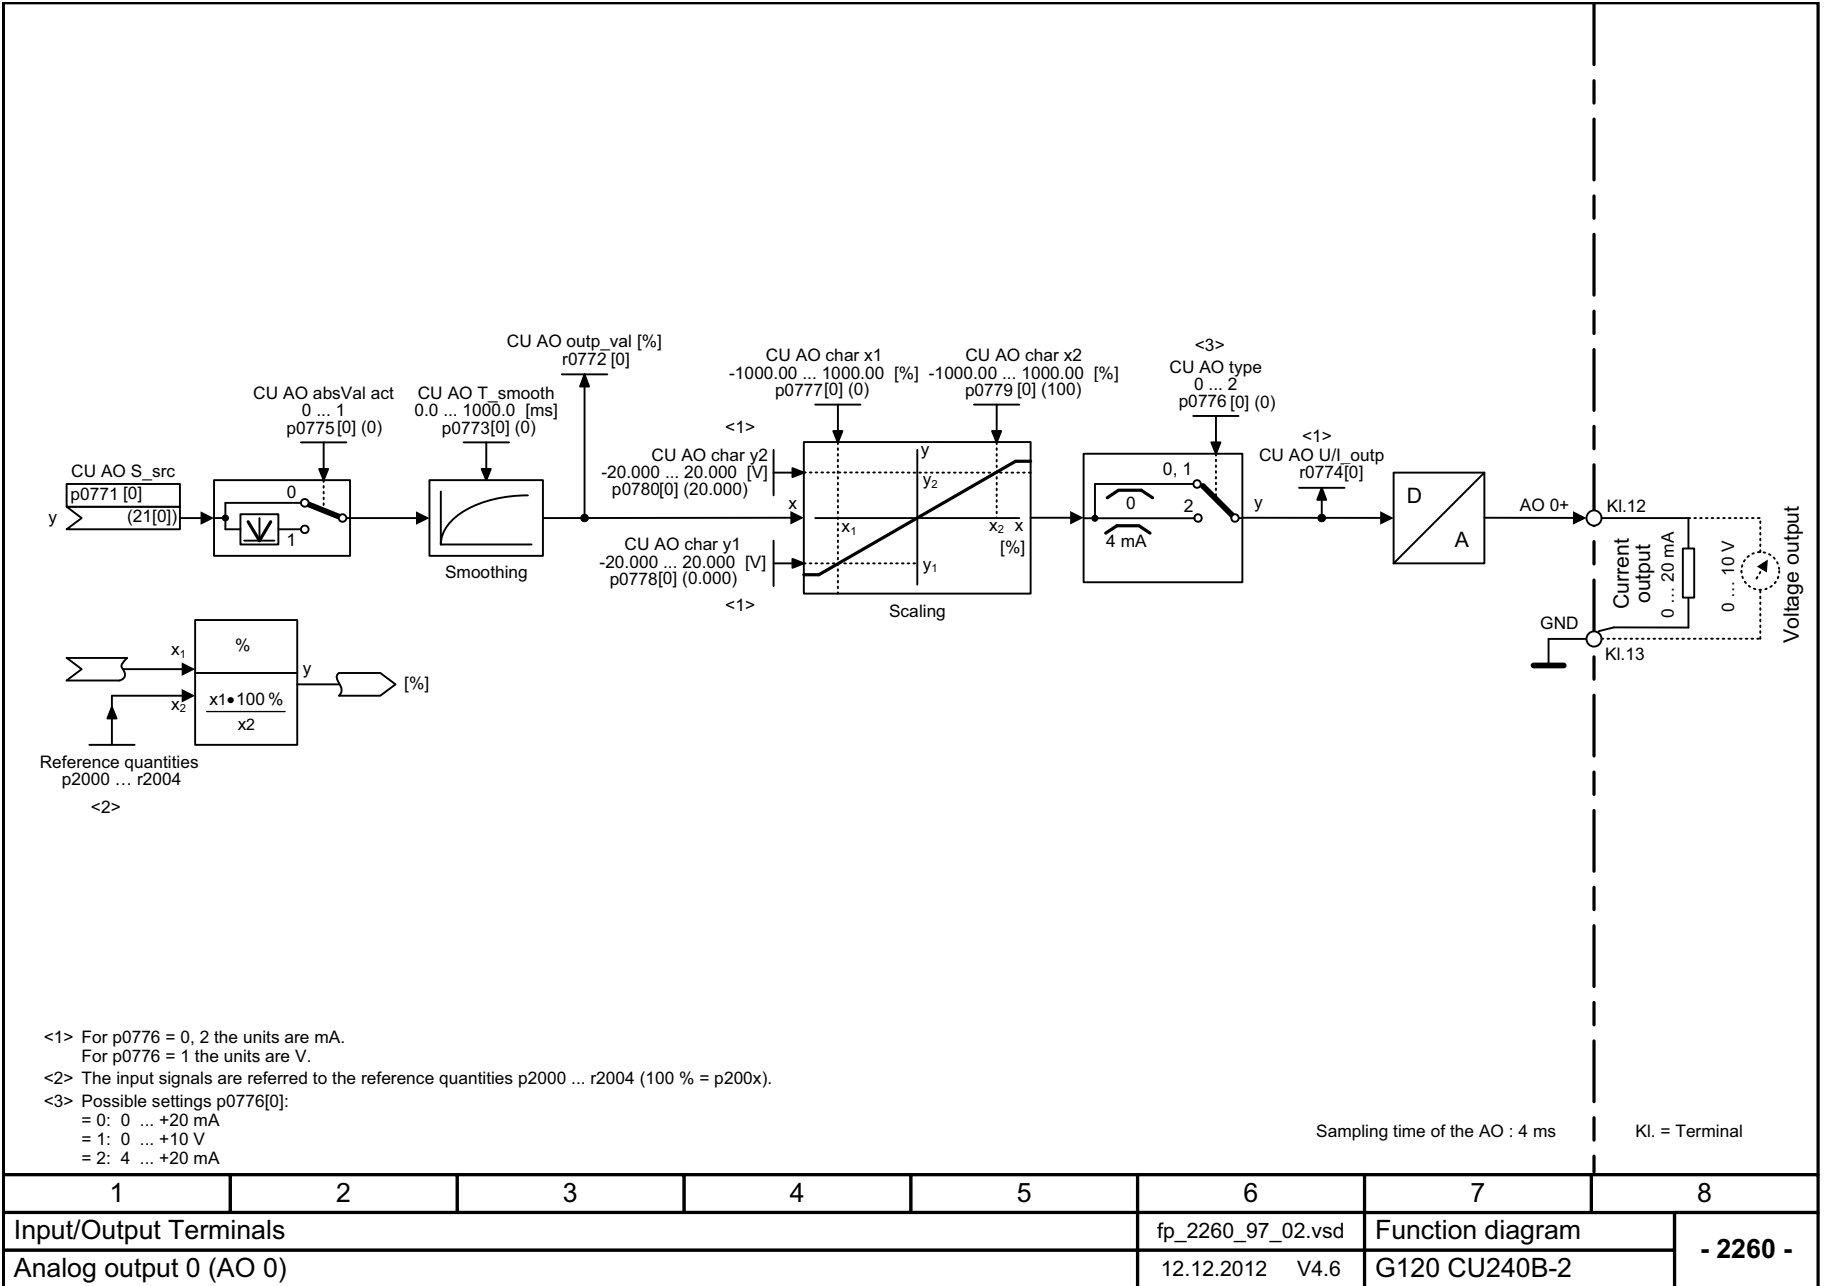 CU AO S_src
p0771 [0]
(21[0])
y
CU AO absVal act
0 ... 1
p0775[0] (0)
0
1
CU AO T_smooth
0.0 ... 1000.0 [ms]
p0773[0] (0)
Smoothing
CU AO outp_val [%]
r0772 [0]
<1>
CU AO char y2
-20.000 ... 20.000 [V]
p0780[0] (20.000)
x
CU AO char y1
-20.000 ... 20.000 [V]
p0778[0] (0.000)
<1>
CU AO char x1
-1000.00 ... 1000.00 [%]
p0777[0] (0)
CU AO char x2
-1000.00 ... 1000.00 [%]
p0779 [0] (100)
y
y2
x1
x2 x
[%]
y1
Scaling
<3>
CU AO type
0 ... 2
p0776 [0] (0)
0, 1
0
2
4 mA
y
<1>
CU AO U/I_outp
r0774[0]
D
A
AO 0+
Kl.12
GND
Kl.13
Current output
0 ... 20 mA
0 ... 10 V
Voltage output
x1
x2
%
x1•100 %
x2
y
[%]
Reference quantities
p2000 ... r2004
<2>
<1> For p0776 = 0, 2 the units are mA.
For p0776 = 1 the units are V.
<2> The input signals are referred to the reference quantities p2000 ... r2004 (100 % = p200x).
<3> Possible settings p0776[0]:
= 0: 0 ... +20 mA
= 1: 0 ... +10 V
= 2: 4 ... +20 mA
Sampling time of the AO : 4 ms
Kl. = Terminal
1 2 3 4 5 6 7 8
Input/Output Terminals
fp_2260_97_02.vsd
Function diagram
- 2260 -
Analog output 0 (AO 0)
12.12.2012 V4.6
G120 CU240B-2